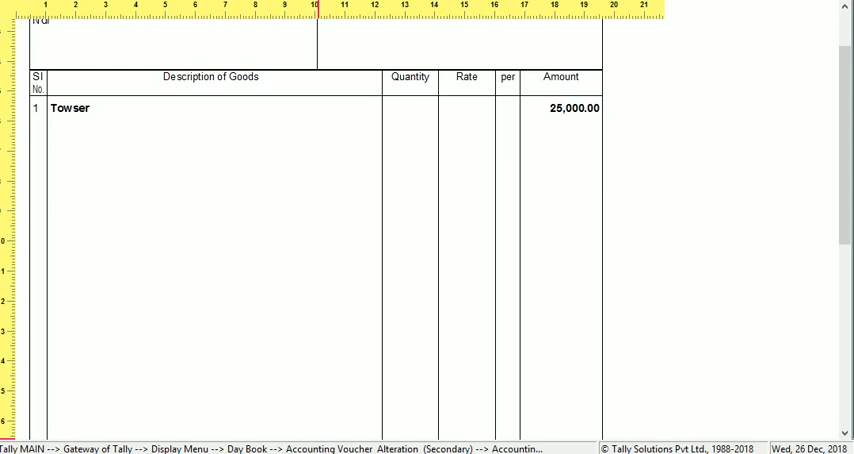 1 2 3 4 5 6 7 8 9 10 11 12 13 14 15 16 17 18 19 20 21
Sl No. Description of Goods Quantity Rate per Amount
1 Towser 25,000.00
0
1
2
3
4
5
6
Tally MAIN --> Gateway of Tally --> Display Menu --> Day Book --> Accounting Voucher Alteration (Secondary) --> Accountin... © Tally Solutions Pvt Ltd., 1988-2018 Wed, 26 Dec, 2018